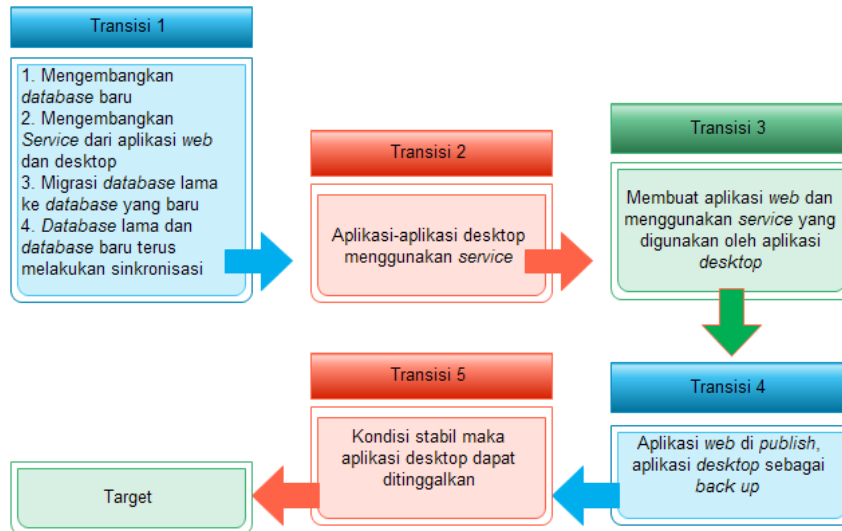 Transisi 1
1. Mengembangkan
database baru
2. Mengembangkan
Service dari aplikasi web
dan desktop
3. Migrasi database lama
ke database yang baru
4. Database lama dan
database baru terus
melakukan sinkronisasi
Transisi 2
Aplikasi-aplikasi desktop
menggunakan service
Transisi 3
Membuat aplikasi web dan
menggunakan service yang
digunakan oleh aplikasi
desktop
Transisi 4
Aplikasi web di publish,
aplikasi desktop sebagai
back up
Transisi 5
Kondisi stabil maka
aplikasi desktop dapat
ditinggalkan
Target